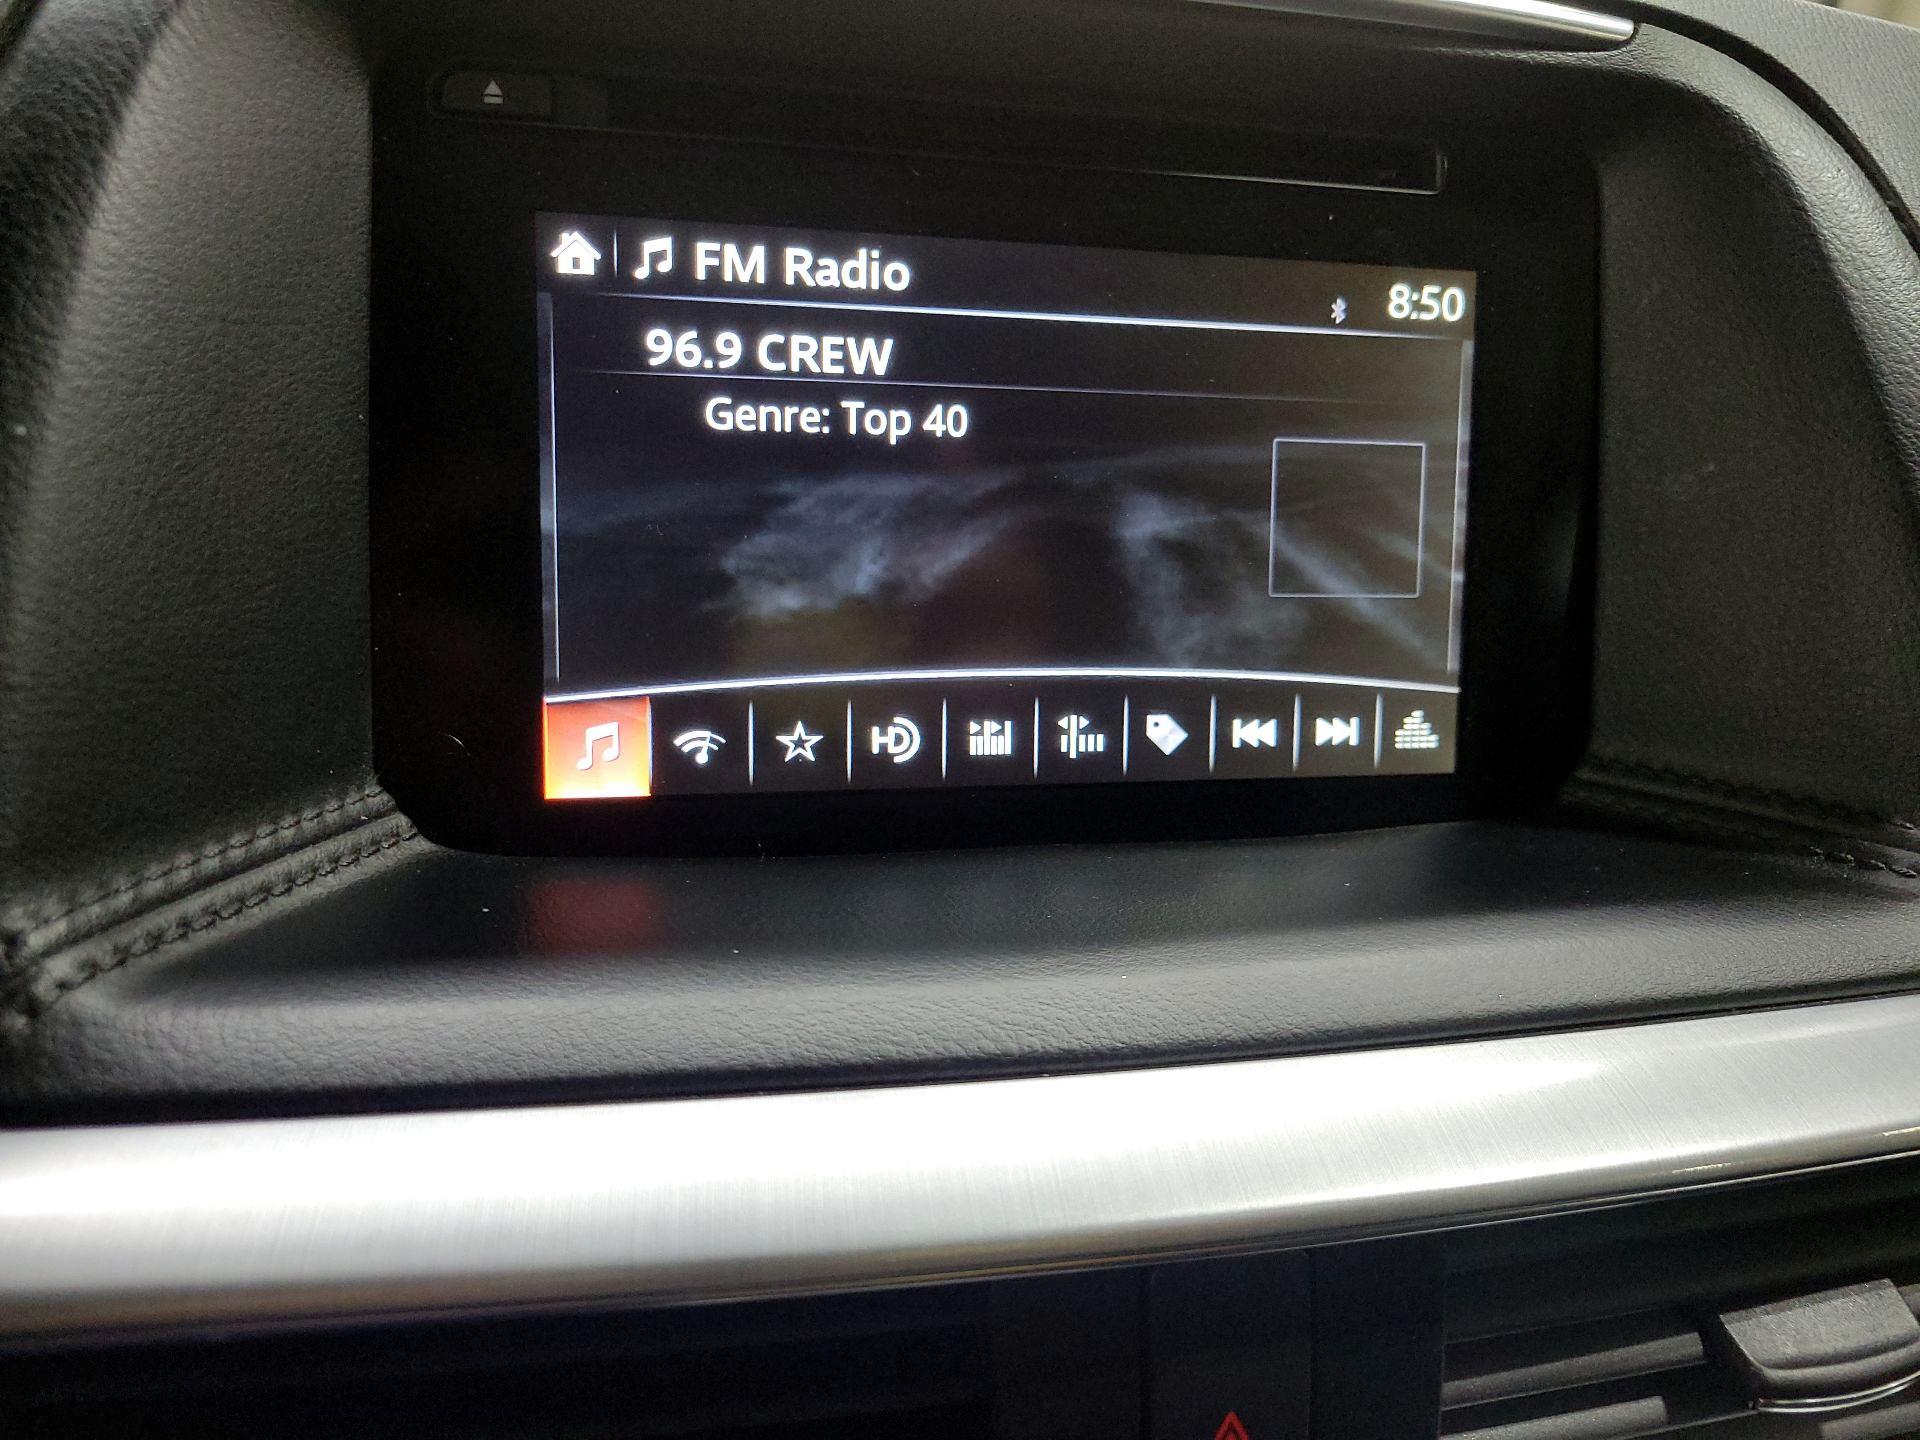 FM Radio
8:50
96.9 CREW
Genre: Top 40
HD